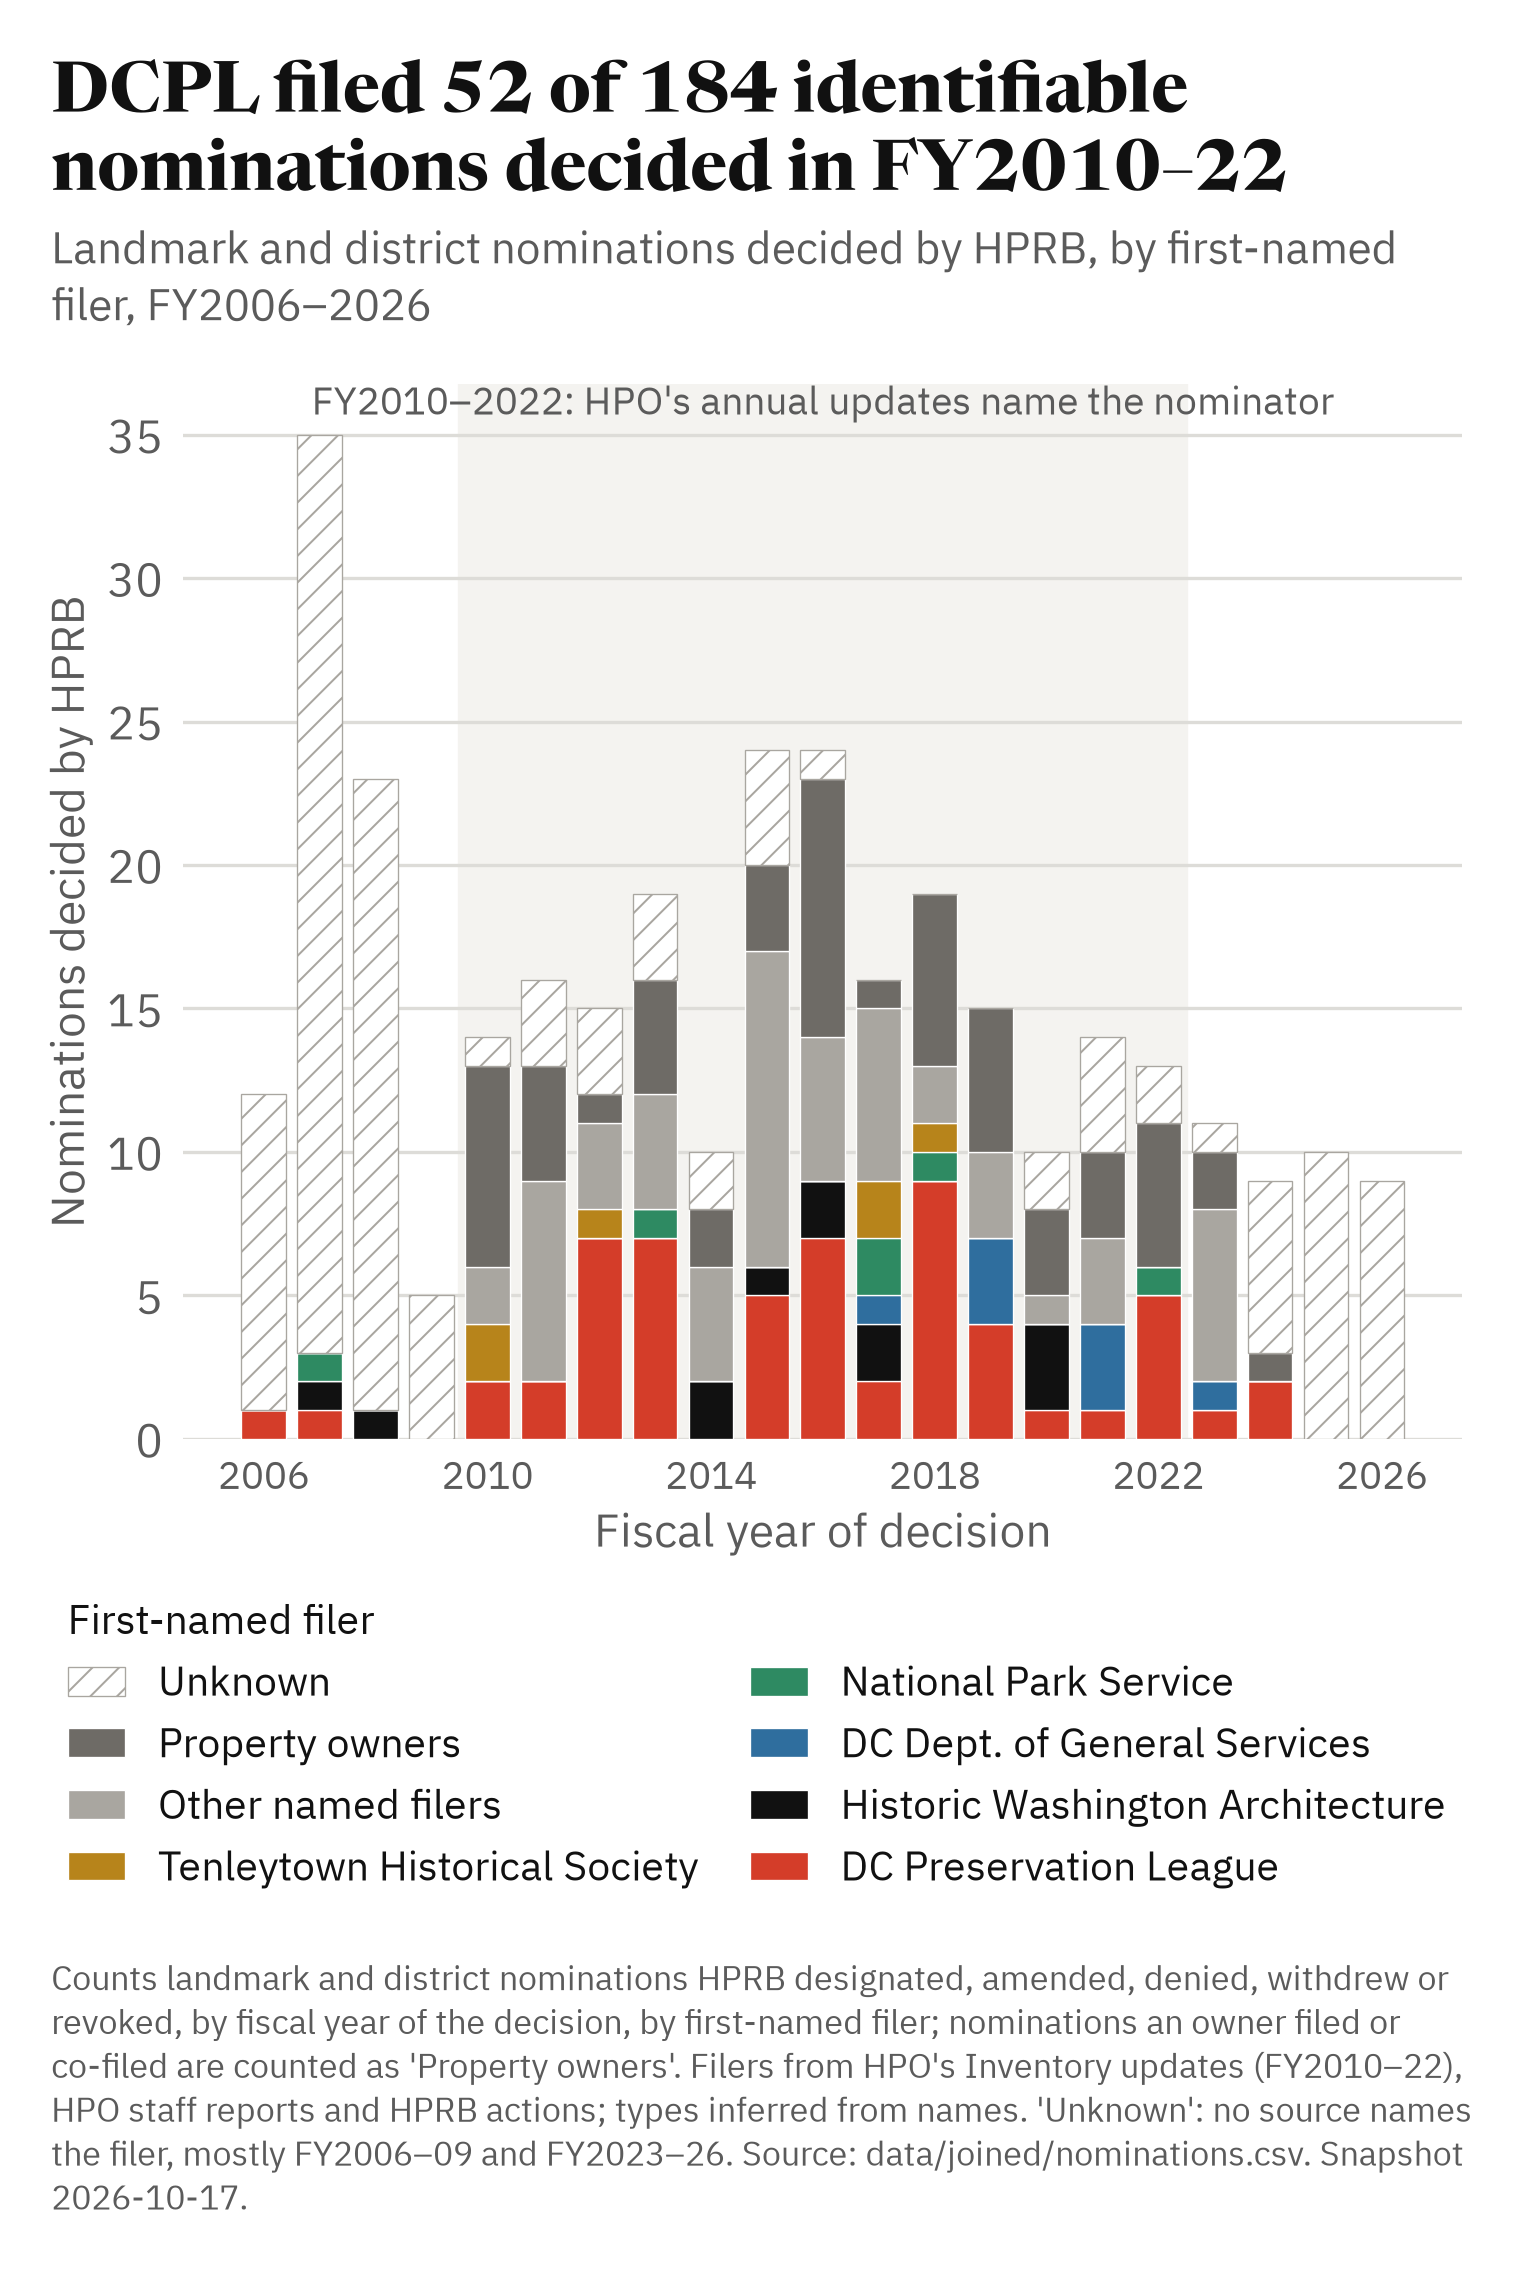 DCPL filed 52 of 184 identifiable
nominations decided in FY2010–22
Landmark and district nominations decided by HPRB, by first-named
filer, FY2006–2026
FY2010–2022: HPO's annual updates name the nominator
Nominations decided by HPRB
35
30
25
20
15
10
5
0
2006 2010 2014 2018 2022 2026
Fiscal year of decision
First-named filer
Unknown
Property owners
Other named filers
Tenleytown Historical Society
National Park Service
DC Dept. of General Services
Historic Washington Architecture
DC Preservation League
Counts landmark and district nominations HPRB designated, amended, denied, withdrew or
revoked, by fiscal year of the decision, by first-named filer; nominations an owner filed or
co-filed are counted as 'Property owners'. Filers from HPO's Inventory updates (FY2010–22),
HPO staff reports and HPRB actions; types inferred from names. 'Unknown': no source names
the filer, mostly FY2006–09 and FY2023–26. Source: data/joined/nominations.csv. Snapshot
2026-10-17.